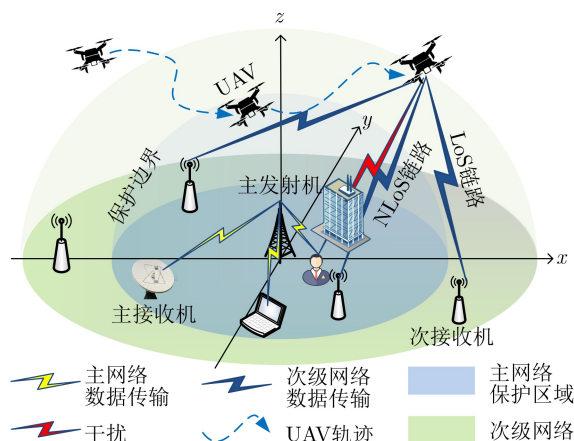 z
UAV
y
保护边界
主发射机
NLoS链路
LoS链路
x
主接收机
次接收机
主网络
数据传输
次级网络
数据传输
主网络
保护区域
干扰
UAV轨迹
次级网络